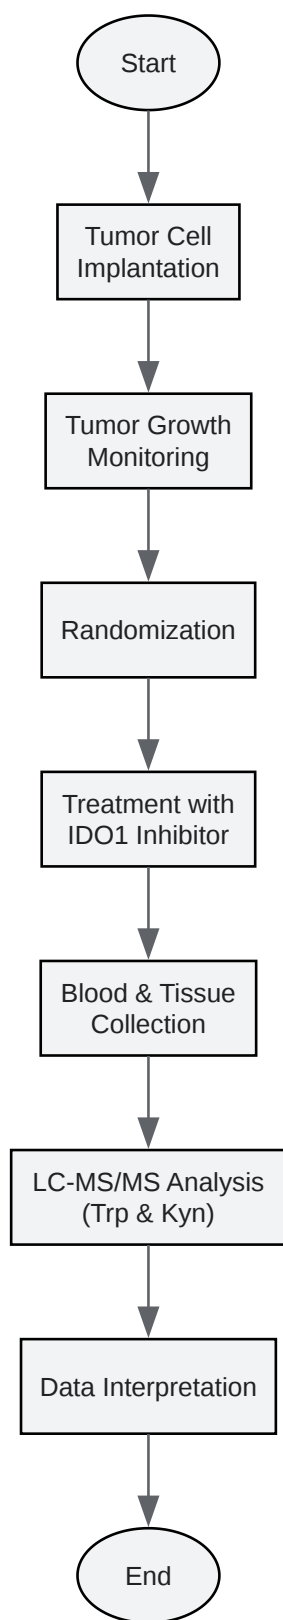 Start
Tumor Cell
Implantation
Tumor Growth
Monitoring
Randomization
Treatment with
IDO1 Inhibitor
Blood & Tissue
Collection
LC-MS/MS Analysis
(Trp & Kyn)
Data Interpretation
End